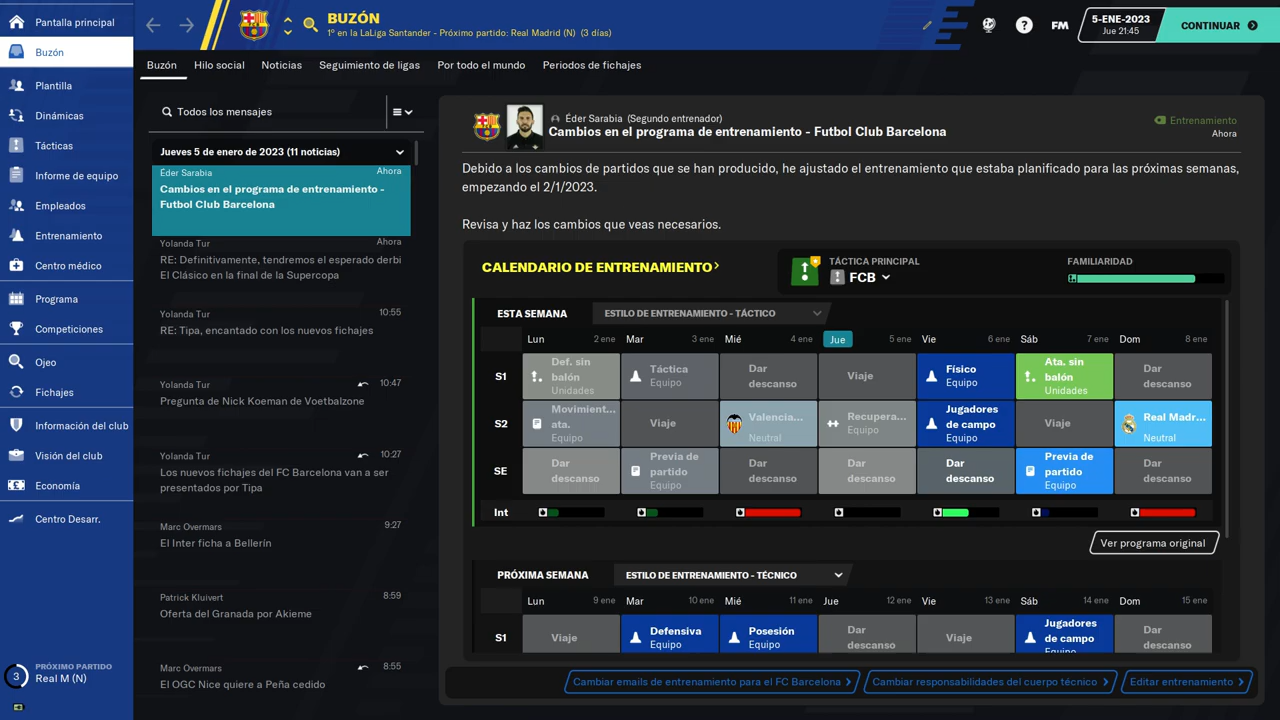 Pantalla principal
Buzón
Plantilla
Dinámicas
Tácticas
Informe de equipo
Empleados
Entrenamiento
Centro médico
Programa
Competiciones
Ojeo
Fichajes
Información del club
Visión del club
Economía
Centro Desarr.
3
PRÓXIMO PARTIDO
Real M (N)
BUZÓN
1º en la LaLiga Santander - Próximo partido: Real Madrid (N) (3 días)
?
FM
5-ENE-2023
Jue 21:45
CONTINUAR
Buzón Hilo social Noticias Seguimiento de ligas Por todo el mundo Periodos de fichajes
Todos los mensajes
Jueves 5 de enero de 2023 (11 noticias)
Éder Sarabia Ahora
Cambios en el programa de entrenamiento -
Futbol Club Barcelona
Yolanda Tur Ahora
RE: Definitivamente, tendremos el esperado derbi
El Clásico en la final de la Supercopa
Yolanda Tur 10:55
RE: Tipa, encantado con los nuevos fichajes
Yolanda Tur 10:47
Pregunta de Nick Koeman de Voetbalzone
Yolanda Tur 10:27
Los nuevos fichajes del FC Barcelona van a ser
presentados por Tipa
Marc Overmars 9:27
El Inter ficha a Bellerín
Patrick Kluivert 8:59
Oferta del Granada por Akieme
Marc Overmars 8:55
El OGC Nice quiere a Peña cedido
Éder Sarabia (Segundo entrenador)
Cambios en el programa de entrenamiento - Futbol Club Barcelona
Entrenamiento
Ahora
Debido a los cambios de partidos que se han producido, he ajustado el entrenamiento que estaba planificado para las próximas semanas,
empezando el 2/1/2023.
Revisa y haz los cambios que veas necesarios.
CALENDARIO DE ENTRENAMIENTO
TÁCTICA PRINCIPAL
FCB
FAMILIARIDAD
ESTA SEMANA ESTILO DE ENTRENAMIENTO - TÁCTICO
Lun 2 ene Mar 3 ene Mié 4 ene Jue 5 ene Vie 6 ene Sáb 7 ene Dom 8 ene
S1
Def. sin
balón
Unidades
Táctica
Equipo
Dar
descanso
Viaje
Físico
Equipo
Ata. sin
balón
Unidades
Dar
descanso
S2
Movimient...
ata.
Equipo
Viaje
Valencia...
Neutral
Recupera...
Equipo
Jugadores
de campo
Equipo
Viaje
Real Madr...
Neutral
SE
Dar
descanso
Previa de
partido
Equipo
Dar
descanso
Dar
descanso
Dar
descanso
Previa de
partido
Equipo
Dar
descanso
Int
Ver programa original
PRÓXIMA SEMANA ESTILO DE ENTRENAMIENTO - TÉCNICO
Lun 9 ene Mar 10 ene Mié 11 ene Jue 12 ene Vie 13 ene Sáb 14 ene Dom 15 ene
S1
Viaje
Defensiva
Equipo
Posesión
Equipo
Dar
descanso
Viaje
Jugadores
de campo
Equipo
Dar
descanso
Cambiar emails de entrenamiento para el FC Barcelona
Cambiar responsabilidades del cuerpo técnico
Editar entrenamiento